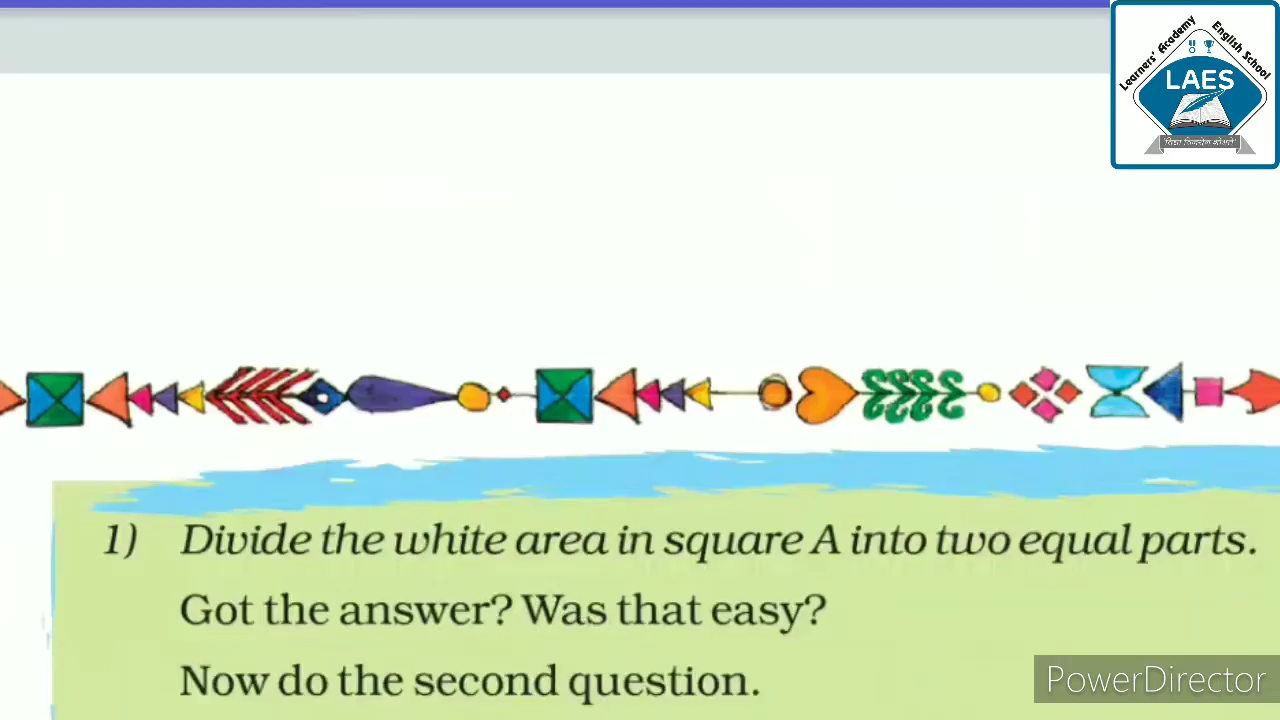 Learners' Academy English School
LAES
1) Divide the white area in square A into two equal parts.
Got the answer? Was that easy?
Now do the second question.
PowerDirector